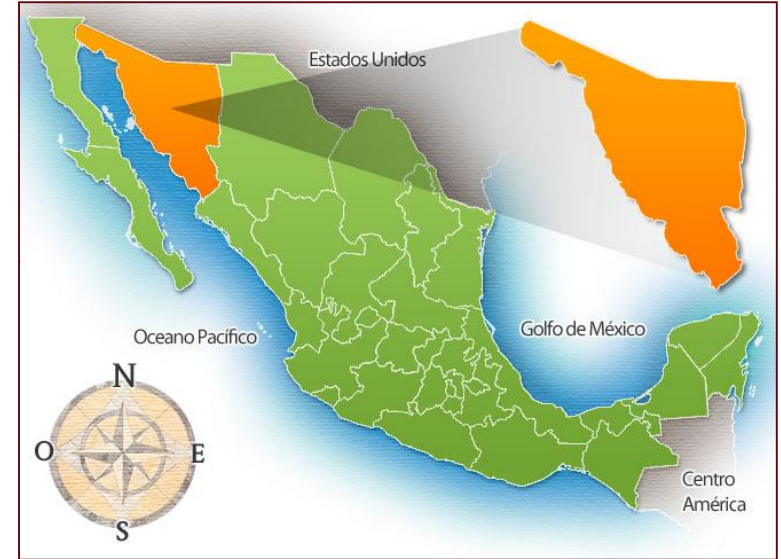 Estados Unidos
Oceano Pacífico
Golfo de México
N
O
E
S
Centro
América